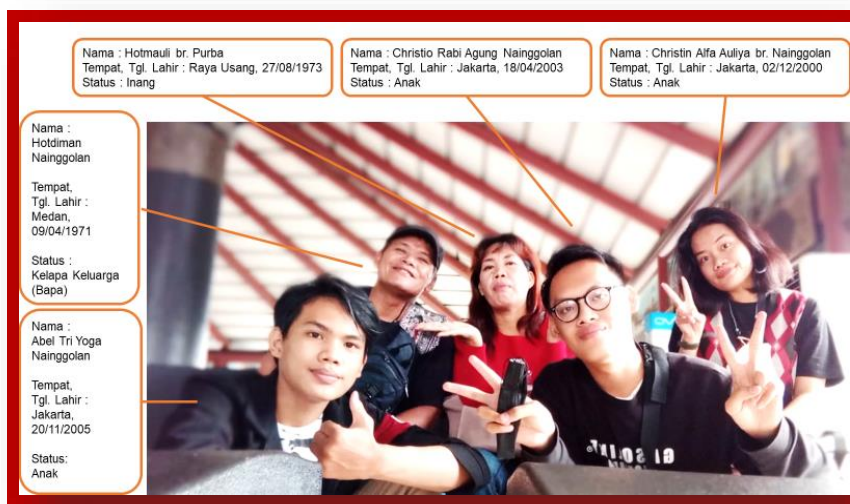 Nama : Hotmauli br. Purba
Tempat, Tgl. Lahir : Raya Usang, 27/08/1973
Status : Inang
Nama : Christio Rabi Agung Nainggolan
Tempat, Tgl. Lahir : Jakarta, 18/04/2003
Status : Anak
Nama : Christin Alfa Auliya br. Nainggolan
Tempat, Tgl. Lahir : Jakarta, 02/12/2000
Status : Anak
Nama :
Hotdiman
Nainggolan
Tempat,
Tgl. Lahir :
Medan,
09/04/1971
Status :
Kelapa Keluarga
(Bapa)
Nama :
Abel Tri Yoga
Nainggolan
Tempat,
Tgl. Lahir :
Jakarta,
20/11/2005
Status:
Anak